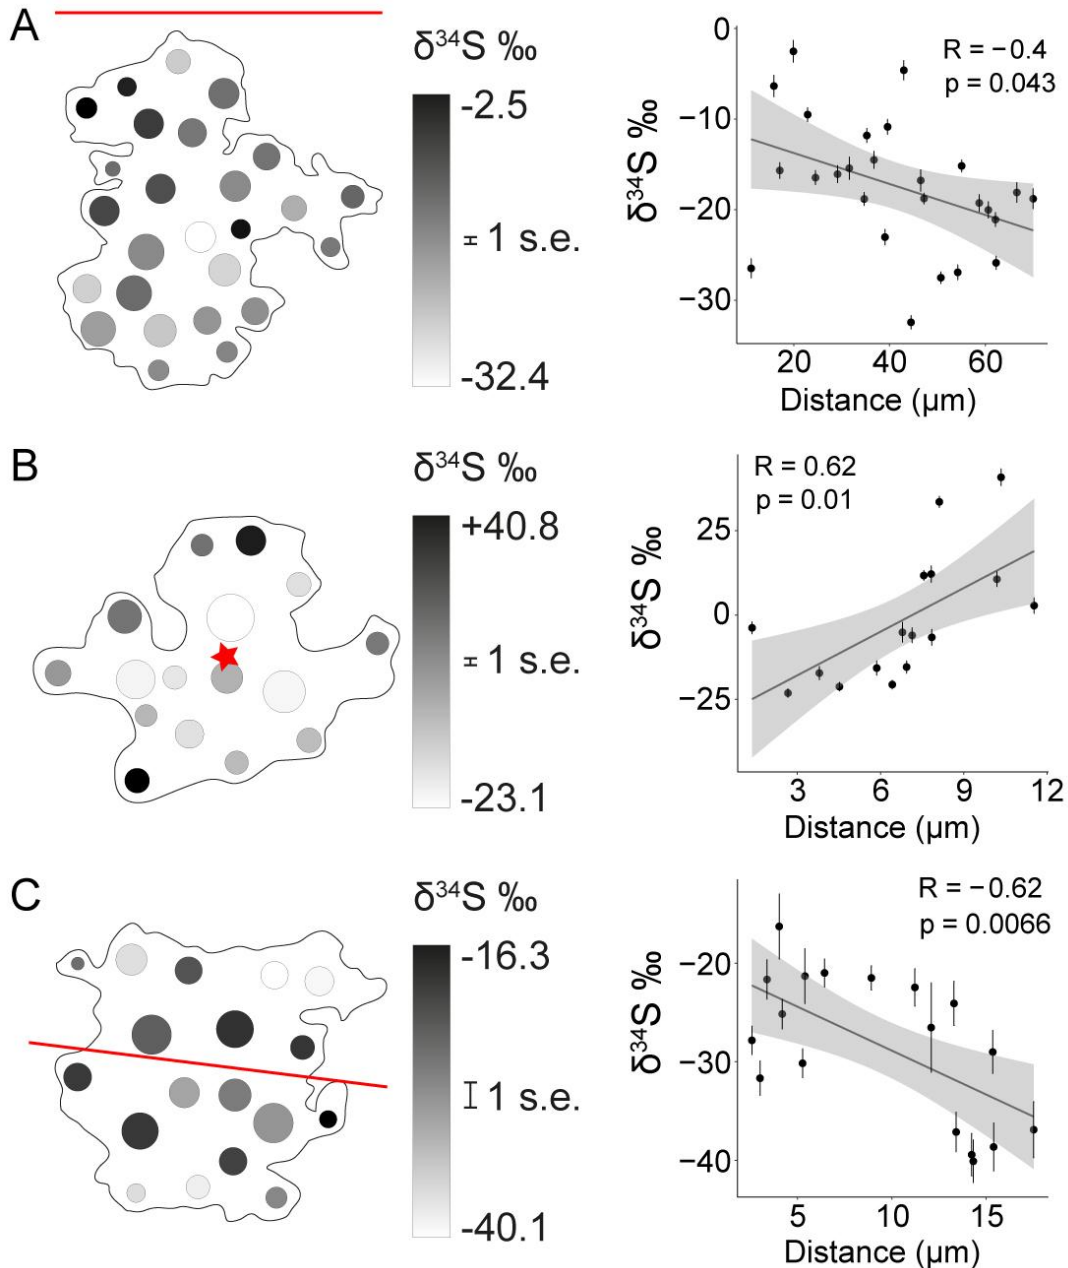 A
δ³⁴S ‰
-2.5
1 s.e.
-32.4
R = −0.4
p = 0.043
δ³⁴S ‰
0
−10
−20
−30
20 40 60
Distance (µm)
B
δ³⁴S ‰
+40.8
1 s.e.
-23.1
R = 0.62
p = 0.01
δ³⁴S ‰
25
0
−25
3 6 9 12
Distance (µm)
C
δ³⁴S ‰
-16.3
1 s.e.
-40.1
R = −0.62
p = 0.0066
δ³⁴S ‰
−20
−30
−40
5 10 15
Distance (µm)